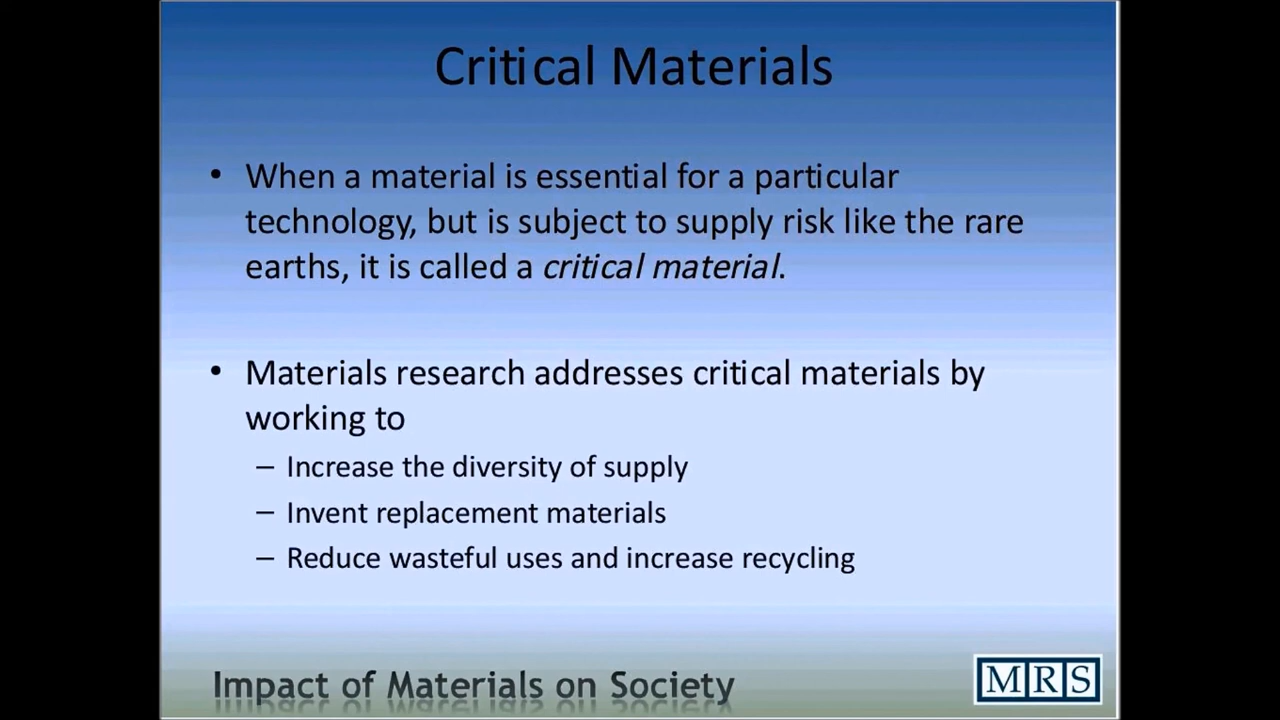 Critical Materials
• When a material is essential for a particular
technology, but is subject to supply risk like the rare
earths, it is called a critical material.
• Materials research addresses critical materials by
working to
– Increase the diversity of supply
– Invent replacement materials
– Reduce wasteful uses and increase recycling
Impact of Materials on Society
MRS